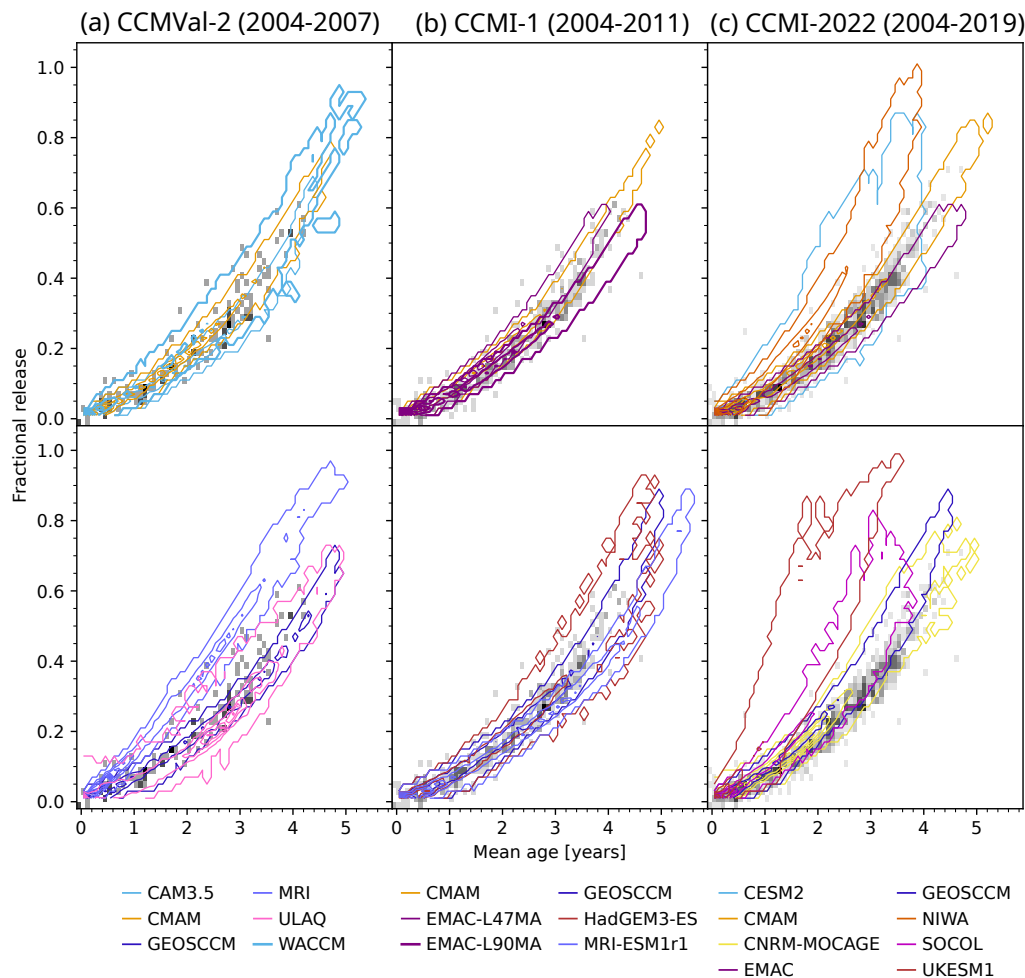 (a) CCMVal-2 (2004-2007)
(b) CCMI-1 (2004-2011)
(c) CCMI-2022 (2004-2019)
1.0
0.8
0.6
0.4
0.2
0.0
Fractional release
1.0
0.8
0.6
0.4
0.2
0.0
0 1 2 3 4 5
0 1 2 3 4 5
0 1 2 3 4 5
Mean age [years]
CAM3.5
CMAM
GEOSCCM
MRI
ULAQ
WACCM
CMAM
EMAC-L47MA
EMAC-L90MA
GEOSCCM
HadGEM3-ES
MRI-ESM1r1
CESM2
CMAM
CNRM-MOCAGE
EMAC
GEOSCCM
NIWA
SOCOL
UKESM1